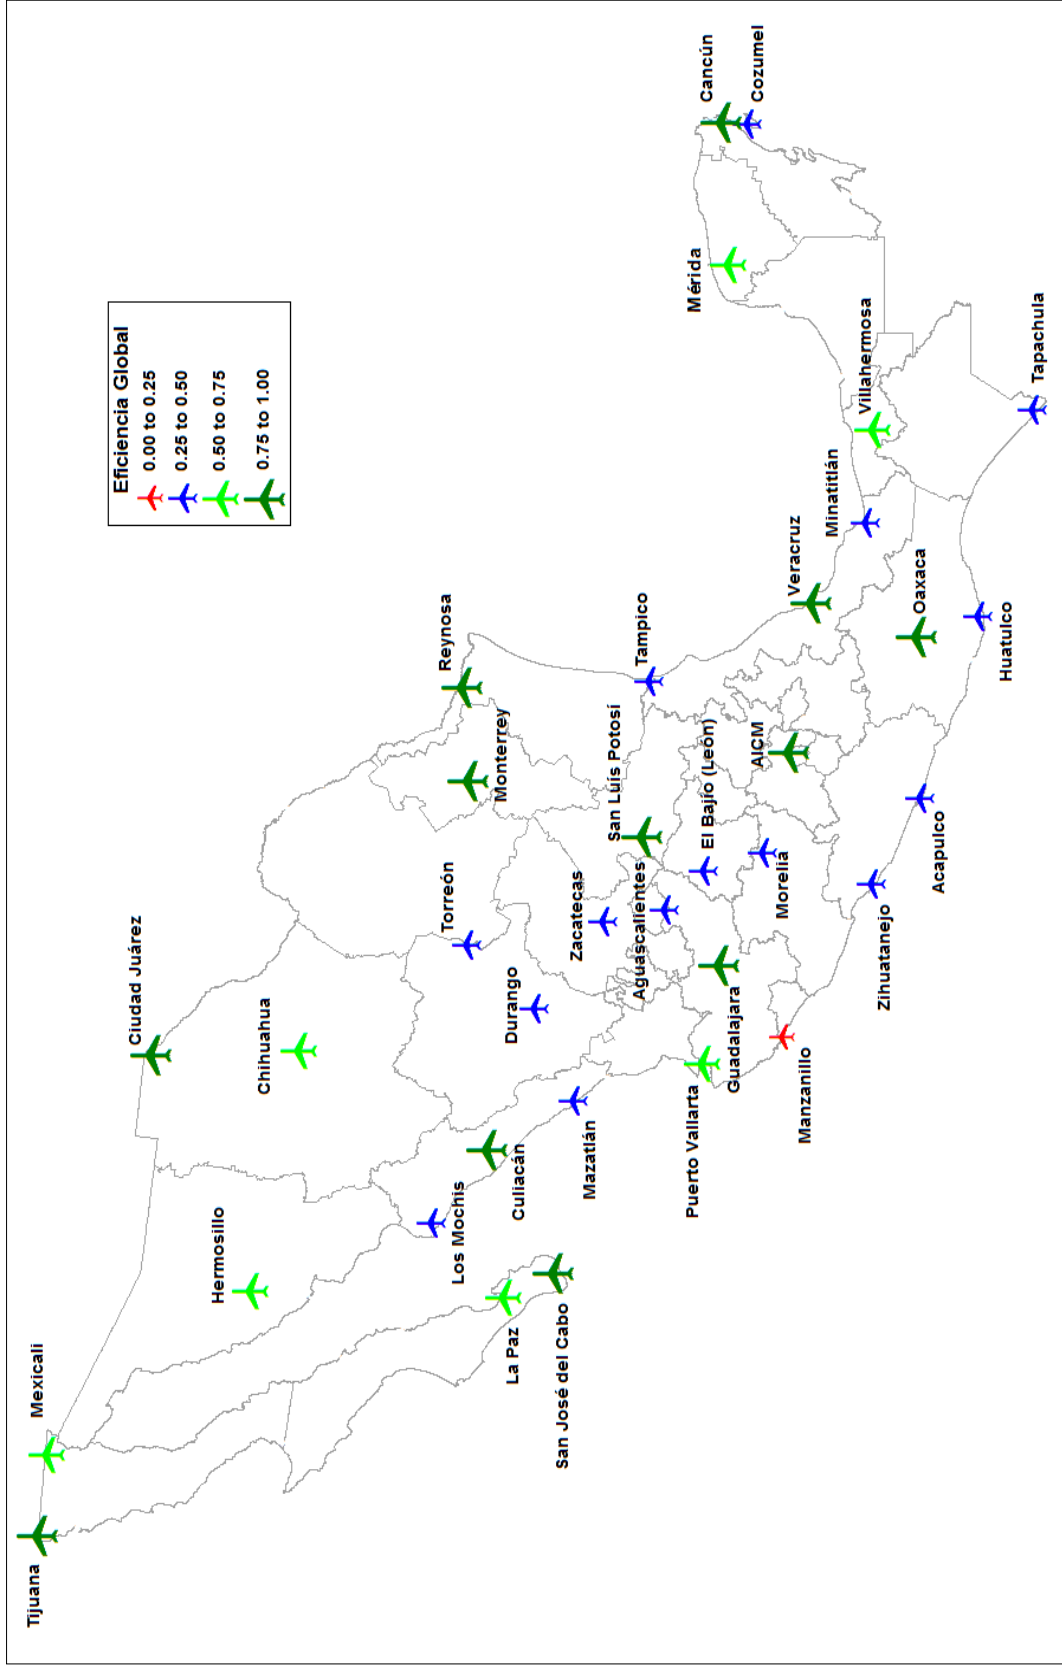 Eficiencia Global
0.00 to 0.25
0.25 to 0.50
0.50 to 0.75
0.75 to 1.00
Tijuana
Mexicali
Hermosillo
Ciudad Juárez
Chihuahua
Los Mochis
La Paz
San José del Cabo
Culiacán
Mazatlán
Durango
Torreón
Monterrey
Reynosa
Zacatecas
San Luís Potosí
Tampico
Aguascalientes
El Bajío (León)
Puerto Vallarta
Guadalajara
Manzanillo
Morelia
AICM
Zihuatanejo
Acapulco
Veracruz
Oaxaca
Huatulco
Minatitlán
Villahermosa
Tapachula
Mérida
Cancún
Cozumel